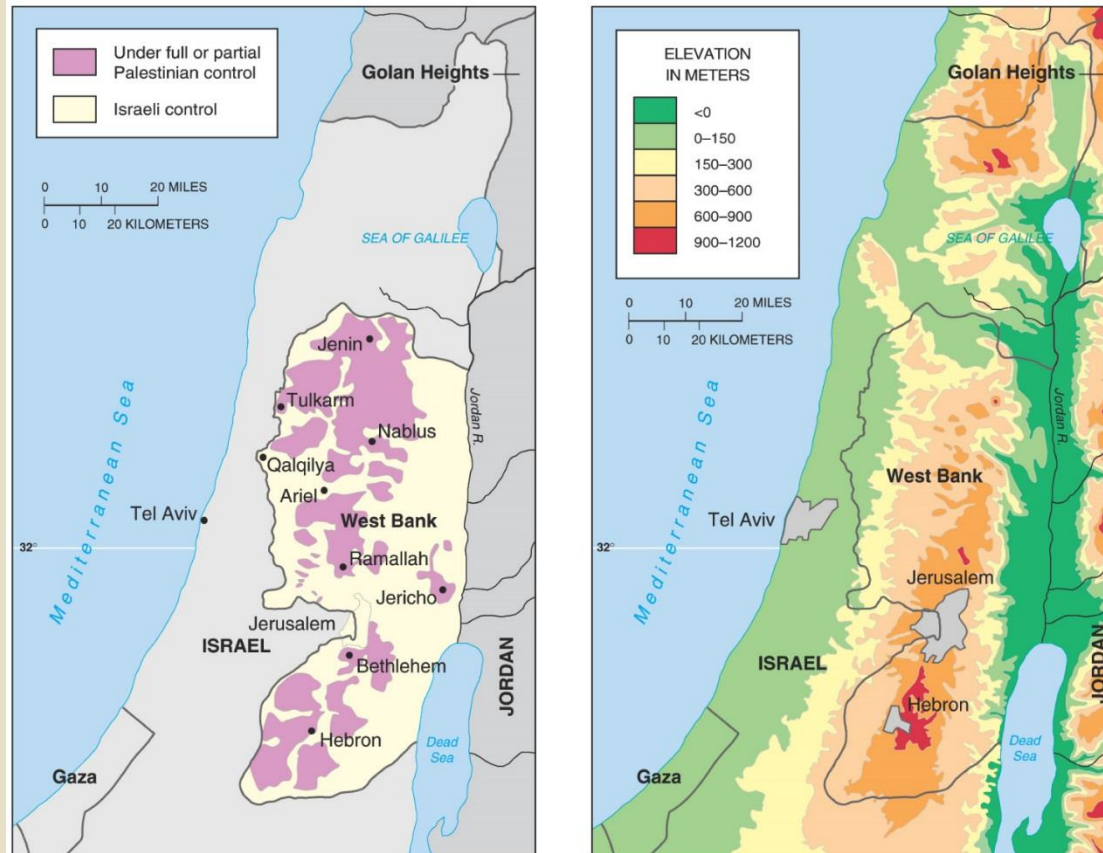 Under full or partial
Palestinian control
Israeli control
0 10 20 MILES
0 10 20 KILOMETERS
Golan Heights
SEA OF GALILEE
Mediterranean Sea
Jenin
Tulkarm
Jordan R.
Nablus
Qalqilya
Ariel
Tel Aviv
West Bank
32°
Ramallah
Jericho
Jerusalem
ISRAEL
Bethlehem
JORDAN
Hebron
Dead
Sea
Gaza
ELEVATION
IN METERS
<0
0–150
150–300
300–600
600–900
900–1200
0 10 20 MILES
0 10 20 KILOMETERS
Golan Heights
SEA OF GALILEE
Mediterranean Sea
Jordan R.
West Bank
Tel Aviv
32°
Jerusalem
ISRAEL
JORDAN
Hebron
Dead
Sea
Gaza